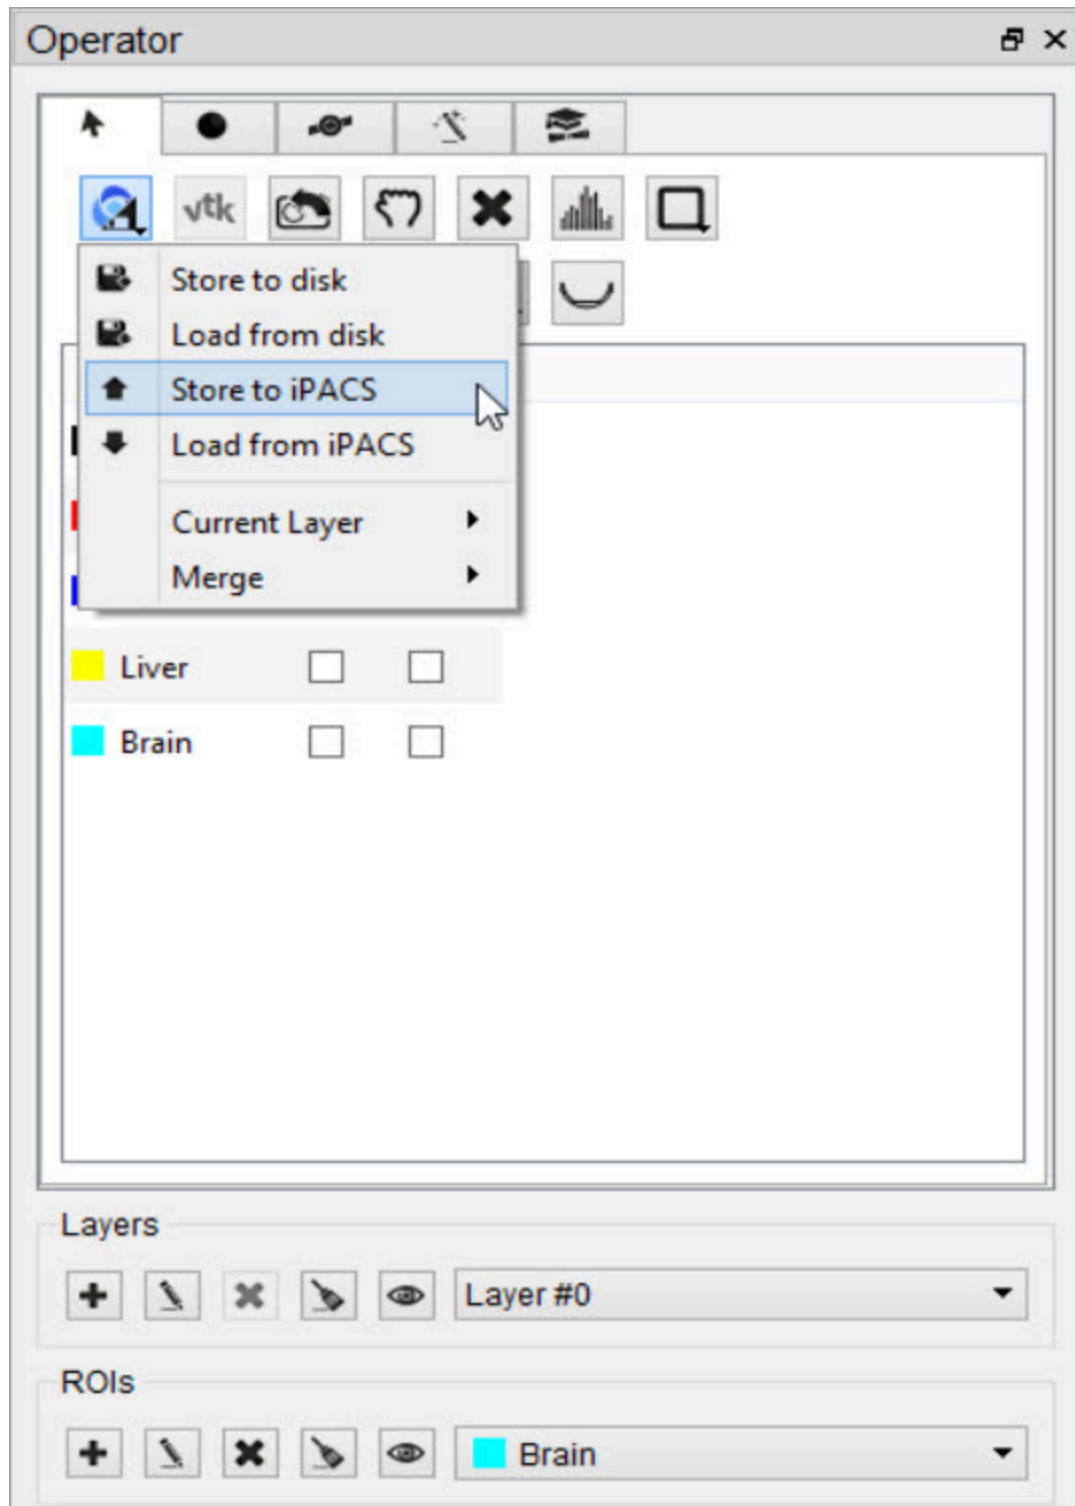 Operator
vtk
Store to disk
Load from disk
Store to iPACS
Load from iPACS
Current Layer
Merge
Liver
Brain
Layers
Layer #0
ROIs
Brain